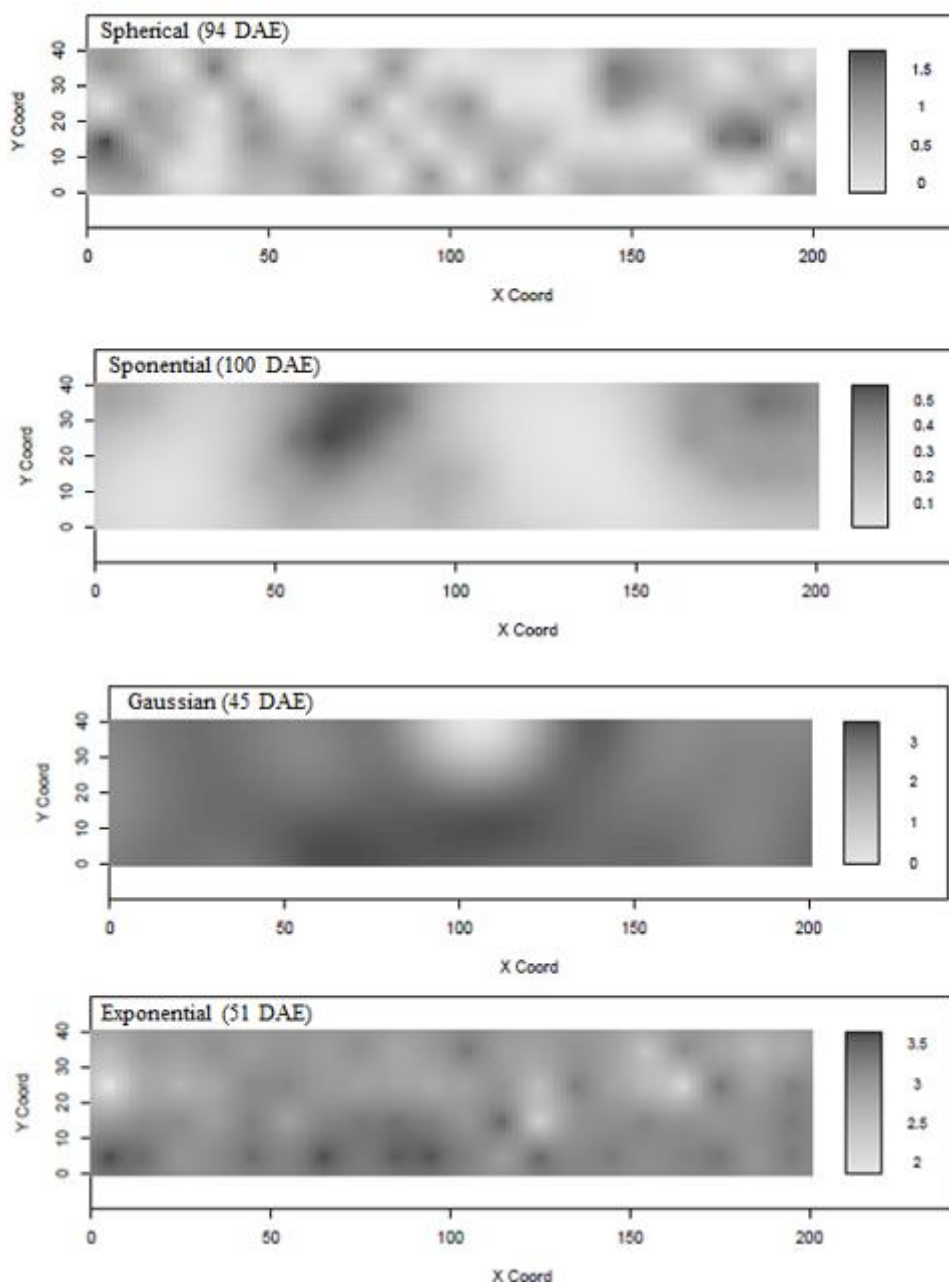 Spherical (94 DAE)
Y Coord
40
30
20
10
0
1.5
1
0.5
0
0 50 100 150 200
X Coord
Sponential (100 DAE)
Y Coord
40
30
20
10
0
0.5
0.4
0.3
0.2
0.1
0 50 100 150 200
X Coord
Gaussian (45 DAE)
Y Coord
40
30
20
10
0
3
2
1
0
0 50 100 150 200
X Coord
Exponential (51 DAE)
Y Coord
40
30
20
10
0
3.5
3
2.5
2
0 50 100 150 200
X Coord